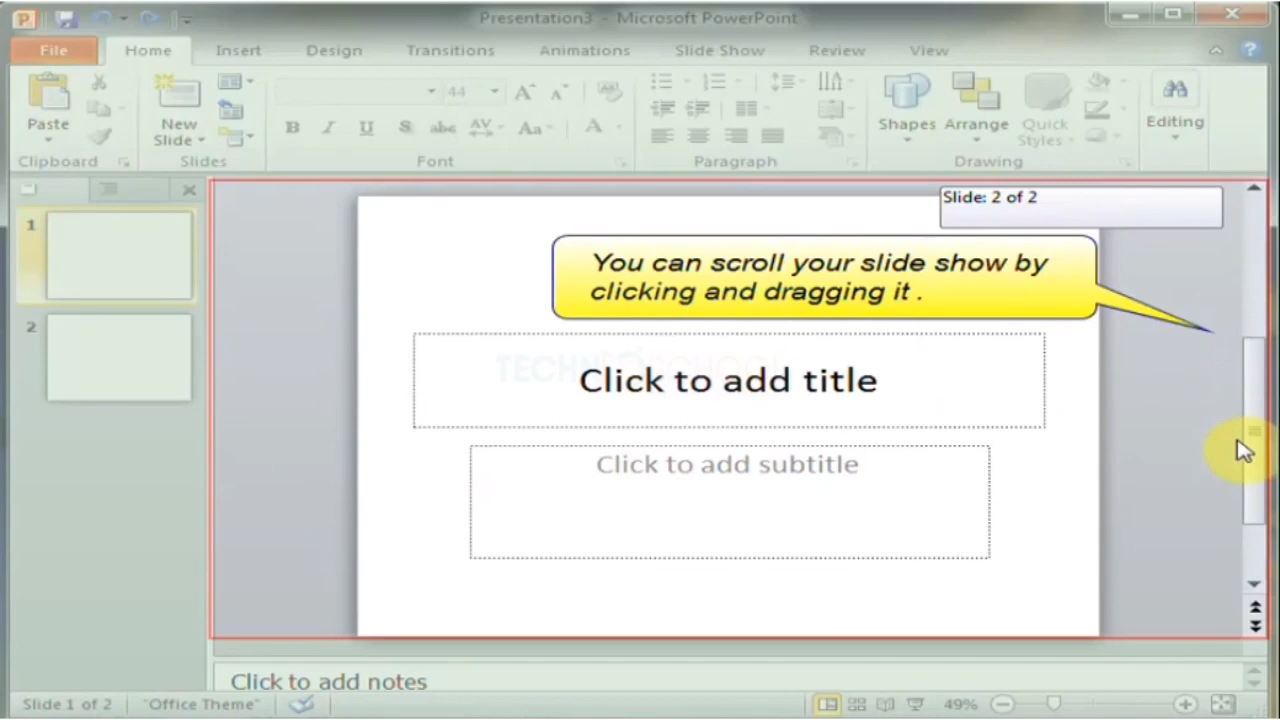 Presentation3 - Microsoft PowerPoint
File Home Insert Design Transitions Animations Slide Show Review View
Paste
New
Slide
44
B I U S abc AV Aa A
Shapes Arrange Quick
Styles
Editing
Clipboard Slides Font Paragraph Drawing
Slide: 2 of 2
1
You can scroll your slide show by
clicking and dragging it .
2
TECHN SCHOOL
Click to add title
Click to add subtitle
Click to add notes
Slide 1 of 2 "Office Theme" 49%